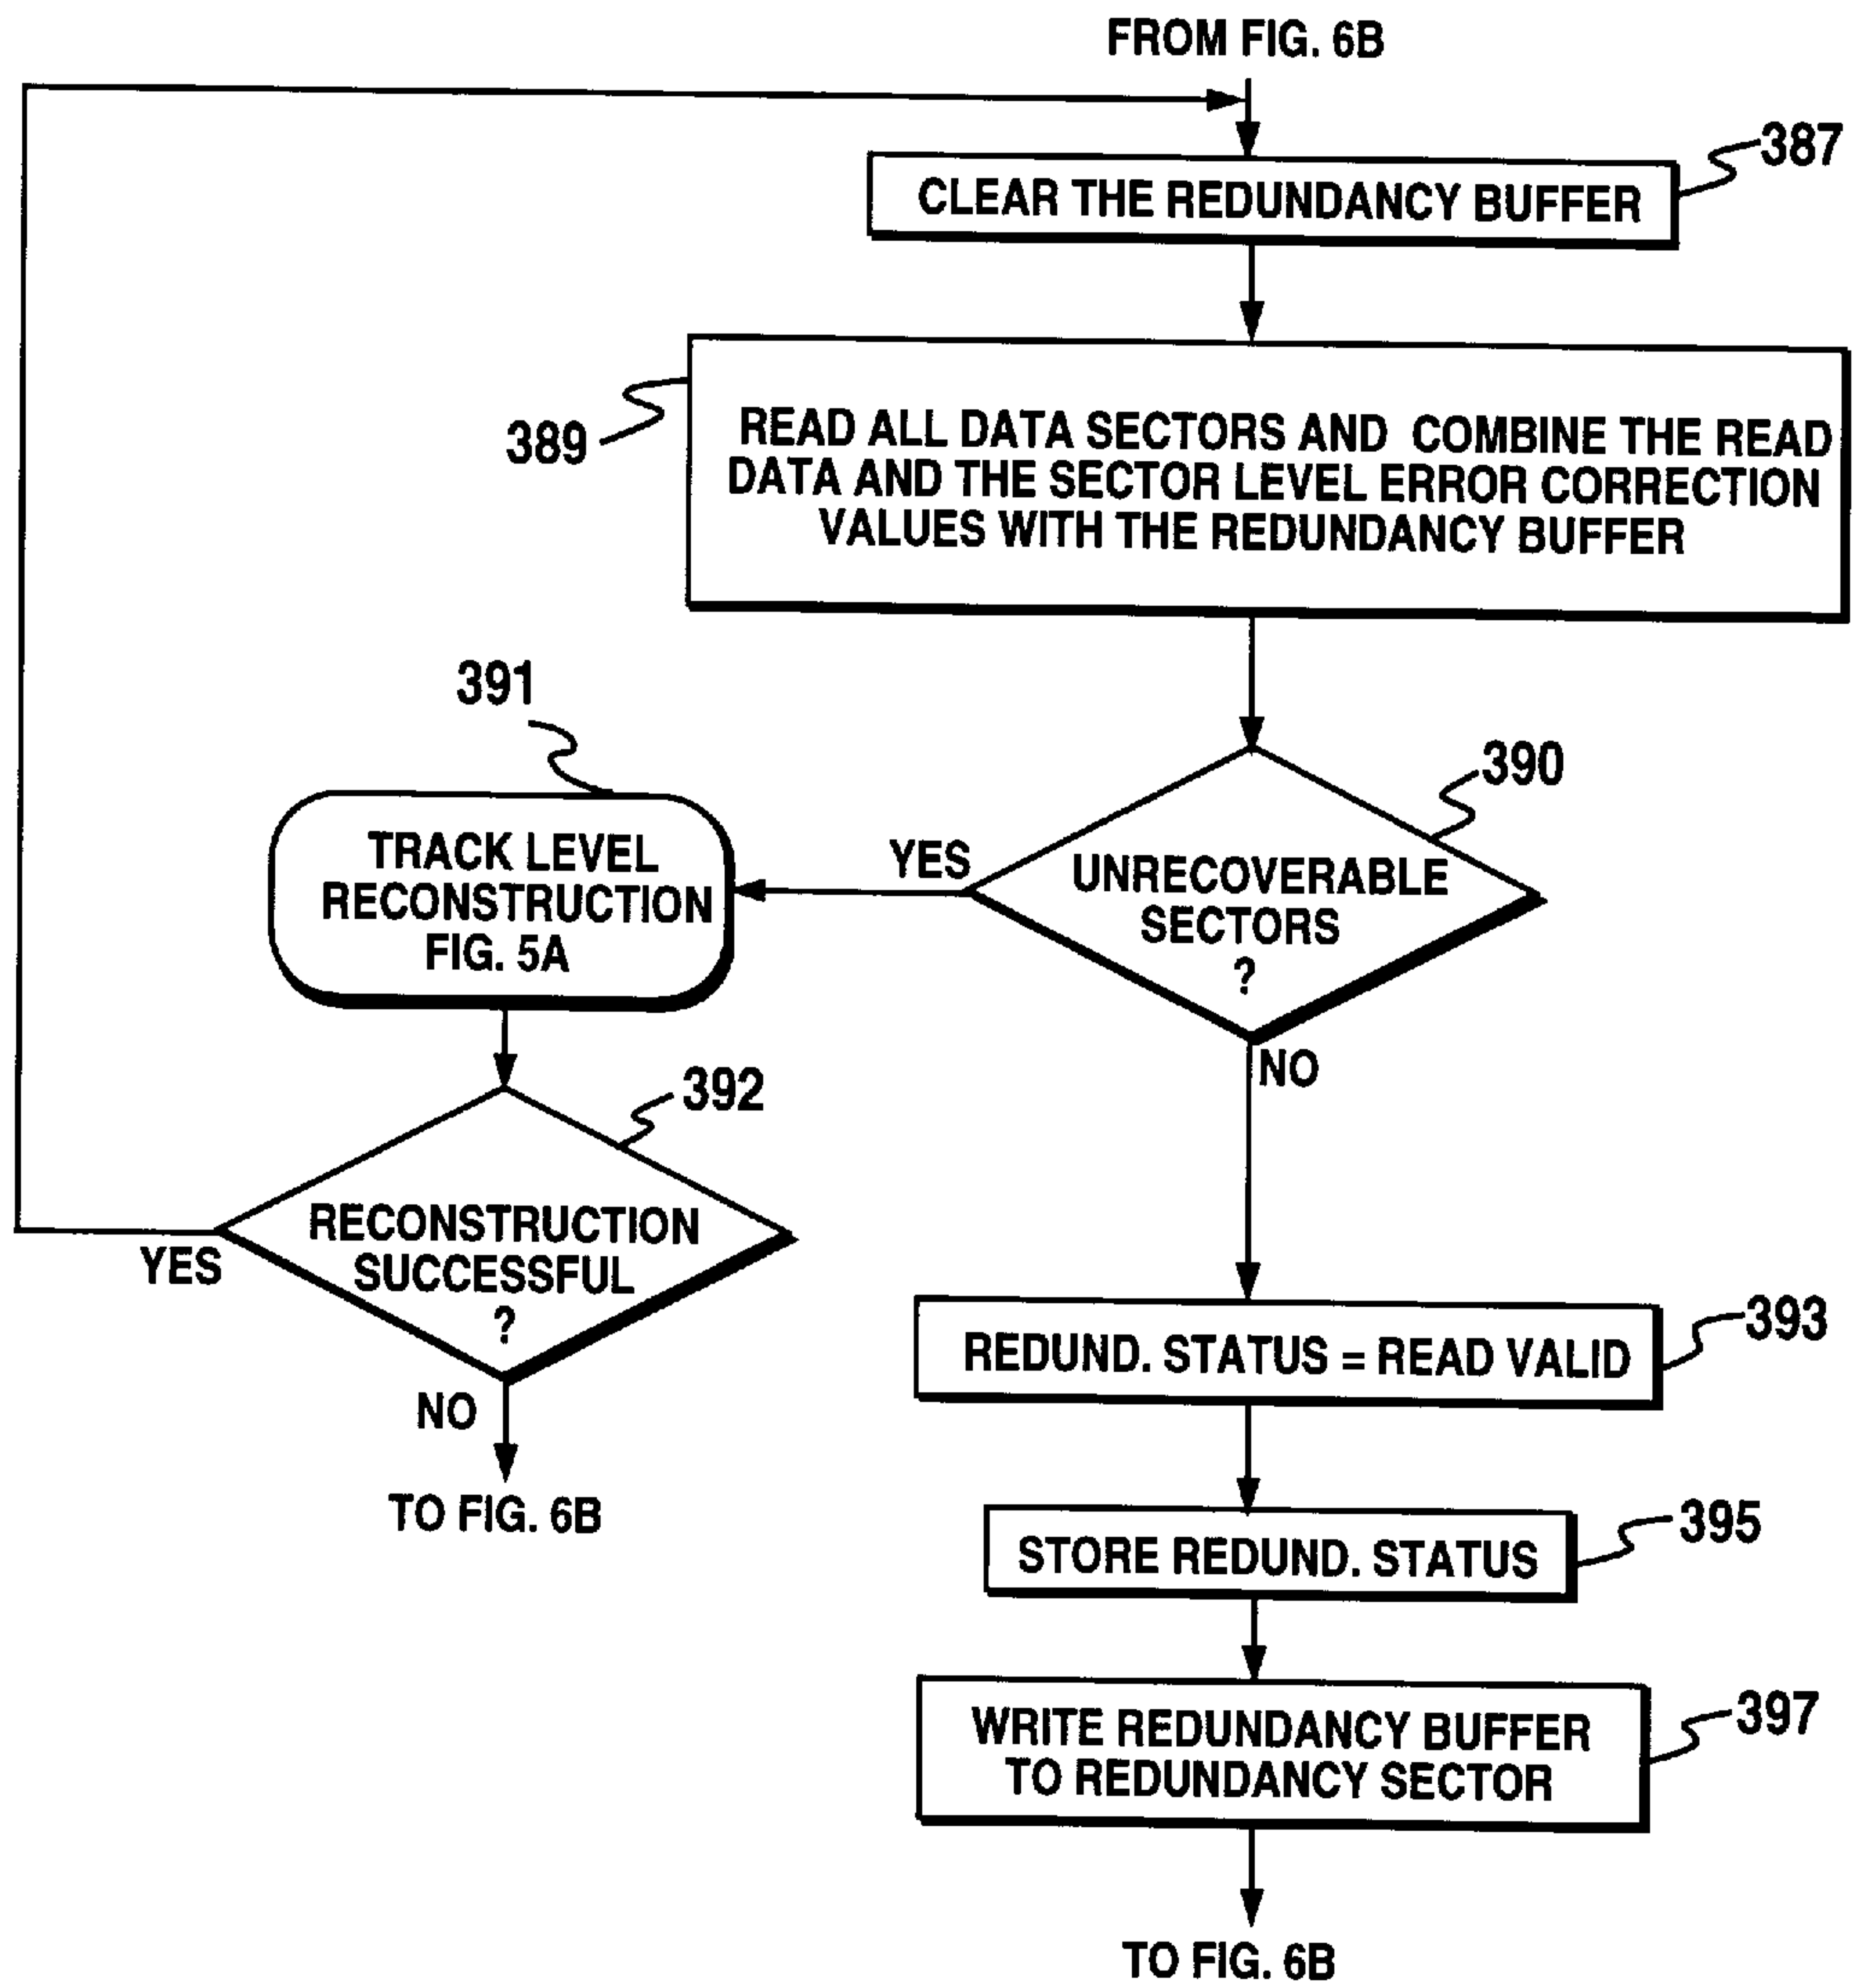 FROM FIG. 6B
387
CLEAR THE REDUNDANCY BUFFER
389
READ ALL DATA SECTORS AND COMBINE THE READ
DATA AND THE SECTOR LEVEL ERROR CORRECTION
VALUES WITH THE REDUNDANCY BUFFER
391
390
TRACK LEVEL
RECONSTRUCTION
FIG. 5A
YES
UNRECOVERABLE
SECTORS
?
NO
392
RECONSTRUCTION
SUCCESSFUL
?
YES
NO
TO FIG. 6B
393
REDUND. STATUS = READ VALID
395
STORE REDUND. STATUS
397
WRITE REDUNDANCY BUFFER
TO REDUNDANCY SECTOR
TO FIG. 6B